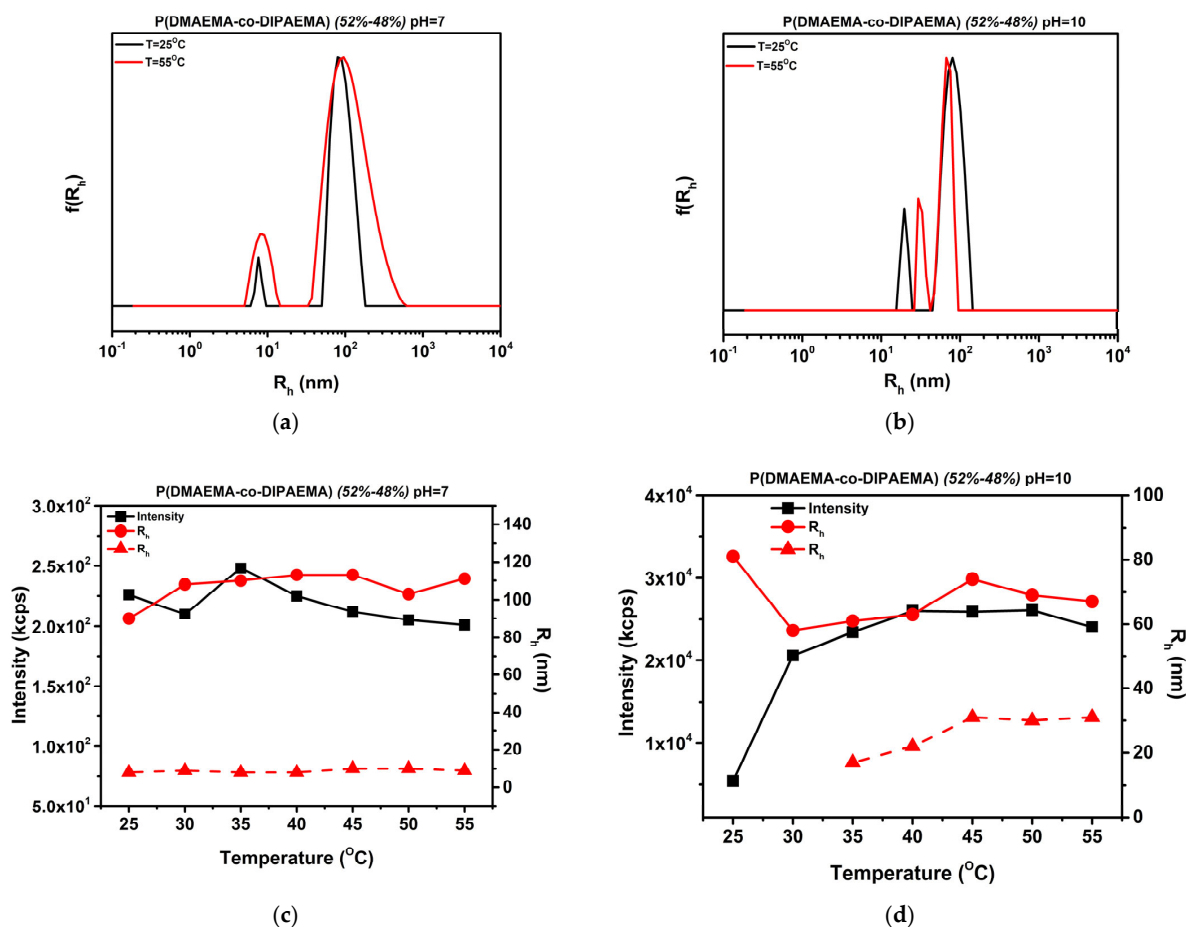 P(DMAEMA-co-DIPAEMA) (52%-48%) pH=7
T=25°C
T=55°C
f(Rh)
10-1 100 101 102 103 104
Rh (nm)
(a)
P(DMAEMA-co-DIPAEMA) (52%-48%) pH=10
T=25°C
T=55°C
f(Rh)
10-1 100 101 102 103 104
Rh (nm)
(b)
P(DMAEMA-co-DIPAEMA) (52%-48%) pH=7
Intensity
Rh
Rh
3.0x102
2.5x102
2.0x102
1.5x102
1.0x102
5.0x101
Intensity (kcps)
140
120
100
80
60
40
20
0
Rh (nm)
25 30 35 40 45 50 55
Temperature (OC)
(c)
P(DMAEMA-co-DIPAEMA) (52%-48%) pH=10
Intensity
Rh
Rh
4x104
3x104
2x104
1x104
Intensity (kcps)
100
80
60
40
20
0
Rh (nm)
25 30 35 40 45 50 55
Temperature (OC)
(d)